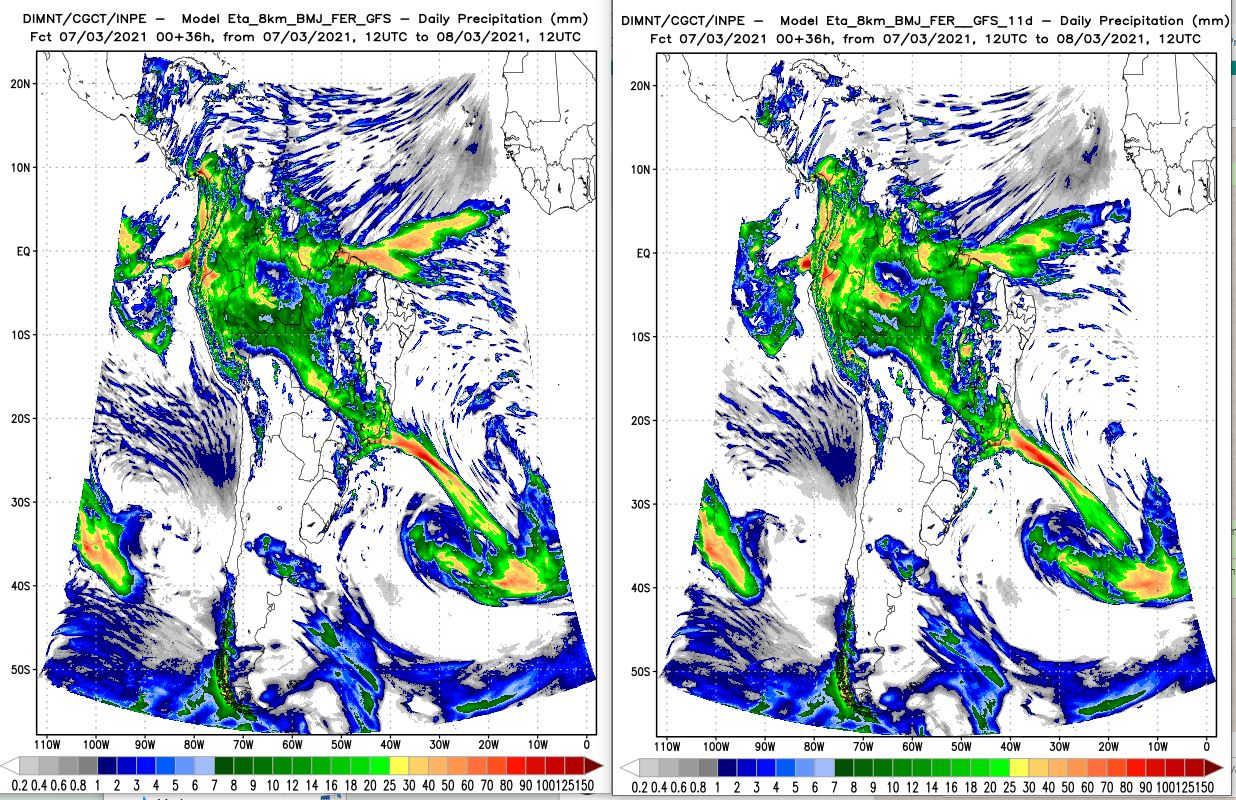 DIMNT/CGCT/INPE – Model Eta_8km_BMJ_FER_GFS – Daily Precipitation (mm)
Fct 07/03/2021 00+36h, from 07/03/2021, 12UTC to 08/03/2021, 12UTC
20N
10N
EQ
10S
20S
30S
40S
50S
110W 100W 90W 80W 70W 60W 50W 40W 30W 20W 10W 0
0.2 0.4 0.6 0.8 1 2 3 4 5 6 7 8 9 10 12 14 16 18 20 25 30 40 50 60 70 80 90 100 125 150
DIMNT/CGCT/INPE – Model Eta_8km_BMJ_FER__GFS_11d – Daily Precipitation (mm)
Fct 07/03/2021 00+36h, from 07/03/2021, 12UTC to 08/03/2021, 12UTC
20N
10N
EQ
10S
20S
30S
40S
50S
110W 100W 90W 80W 70W 60W 50W 40W 30W 20W 10W 0
0.2 0.4 0.6 0.8 1 2 3 4 5 6 7 8 9 10 12 14 16 18 20 25 30 40 50 60 70 80 90 100 125 150